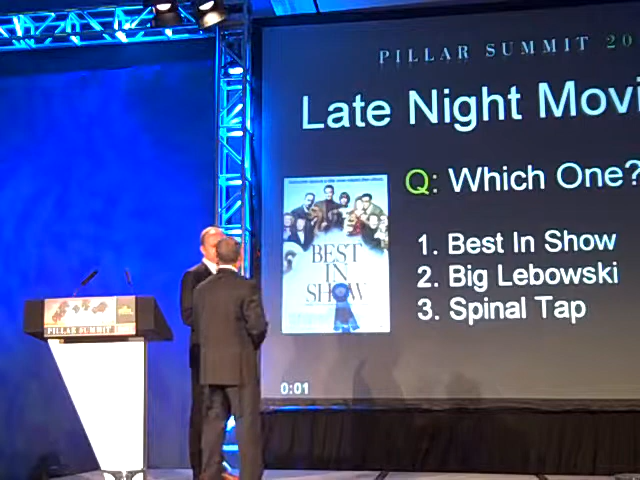 PILLAR SUMMIT 20
Late Night Movi
Q: Which One?
1. Best In Show
2. Big Lebowski
3. Spinal Tap
BEST
IN
SHOW
0:01
PILLAR SUMMIT